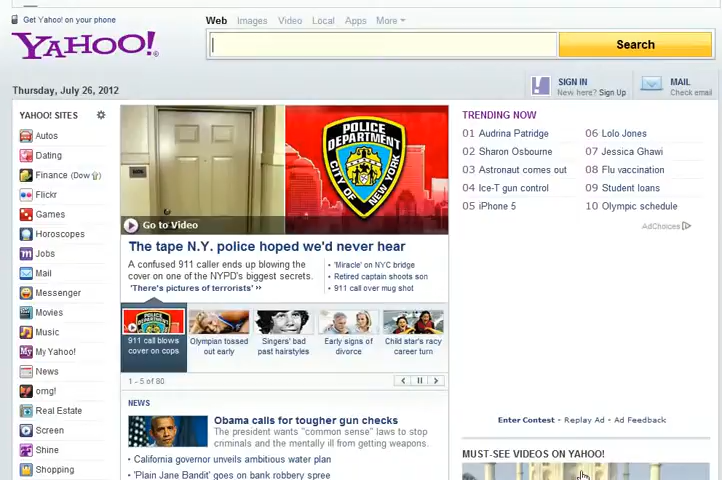 Get Yahoo! on your phone
Web Images Video Local Apps More
YAHOO!
Search
Thursday, July 26, 2012
SIGN IN
New here? Sign Up
MAIL
Check email
YAHOO! SITES
Autos
Dating
Finance (Dow
Flickr
Games
Horoscopes
Jobs
Mail
Messenger
Movies
Music
My Yahoo!
News
omg!
Real Estate
Screen
Shine
Shopping
POLICE
DEPARTMENT
CITY OF NEW YORK
Go to Video
The tape N.Y. police hoped we'd never hear
A confused 911 caller ends up blowing the
cover on one of the NYPD's biggest secrets.
'There's pictures of terrorists' »
• 'Miracle' on NYC bridge
• Retired captain shoots son
• 911 call over mug shot
911 call blows
cover on cops
Olympian tossed
out early
Singers' bad
past hairstyles
Early signs of
divorce
Child star's racy
career turn
1 - 5 of 80
NEWS
Obama calls for tougher gun checks
The president wants "common sense" laws to stop
criminals and the mentally ill from getting weapons.
• California governor unveils ambitious water plan
• 'Plain Jane Bandit' goes on bank robbery spree
TRENDING NOW
01 Audrina Patridge
02 Sharon Osbourne
03 Astronaut comes out
04 Ice-T gun control
05 iPhone 5
06 Lolo Jones
07 Jessica Ghawi
08 Flu vaccination
09 Student loans
10 Olympic schedule
AdChoices
Enter Contest • Replay Ad • Ad Feedback
MUST-SEE VIDEOS ON YAHOO!